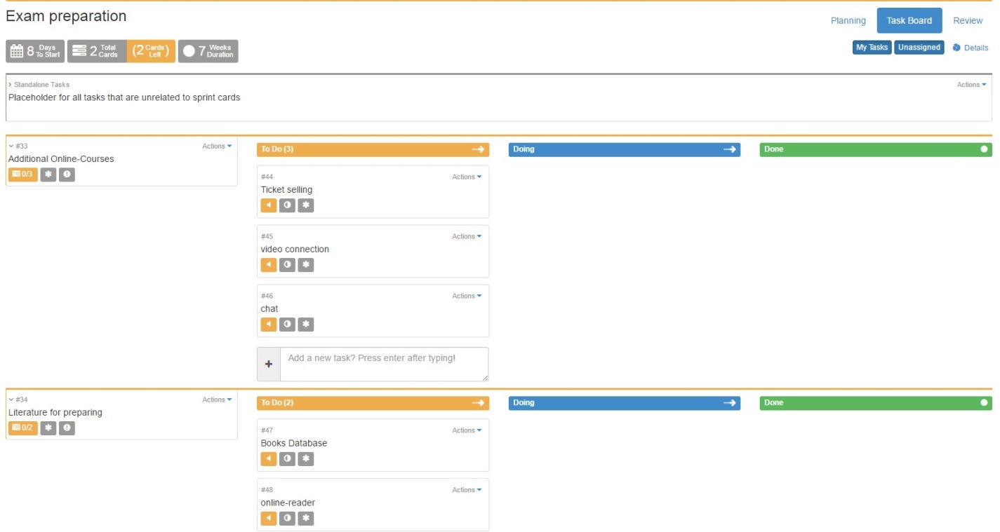 Exam preparation
Planning Task Board Review
8 Days To Start 2 Total Cards (2 Cards Left) 7 Weeks Duration
My Tasks Unassigned Details
Standalone Tasks Actions
Placeholder for all tasks that are unrelated to sprint cards
#33 Actions
Additional Online-Courses
0/3
To Do (3) Doing Done
#44 Actions
Ticket selling
#45 Actions
video connection
#46 Actions
chat
Add a new task? Press enter after typing!
#34 Actions
Literature for preparing
0/2
To Do (2) Doing Done
#47 Actions
Books Database
#48 Actions
online-reader